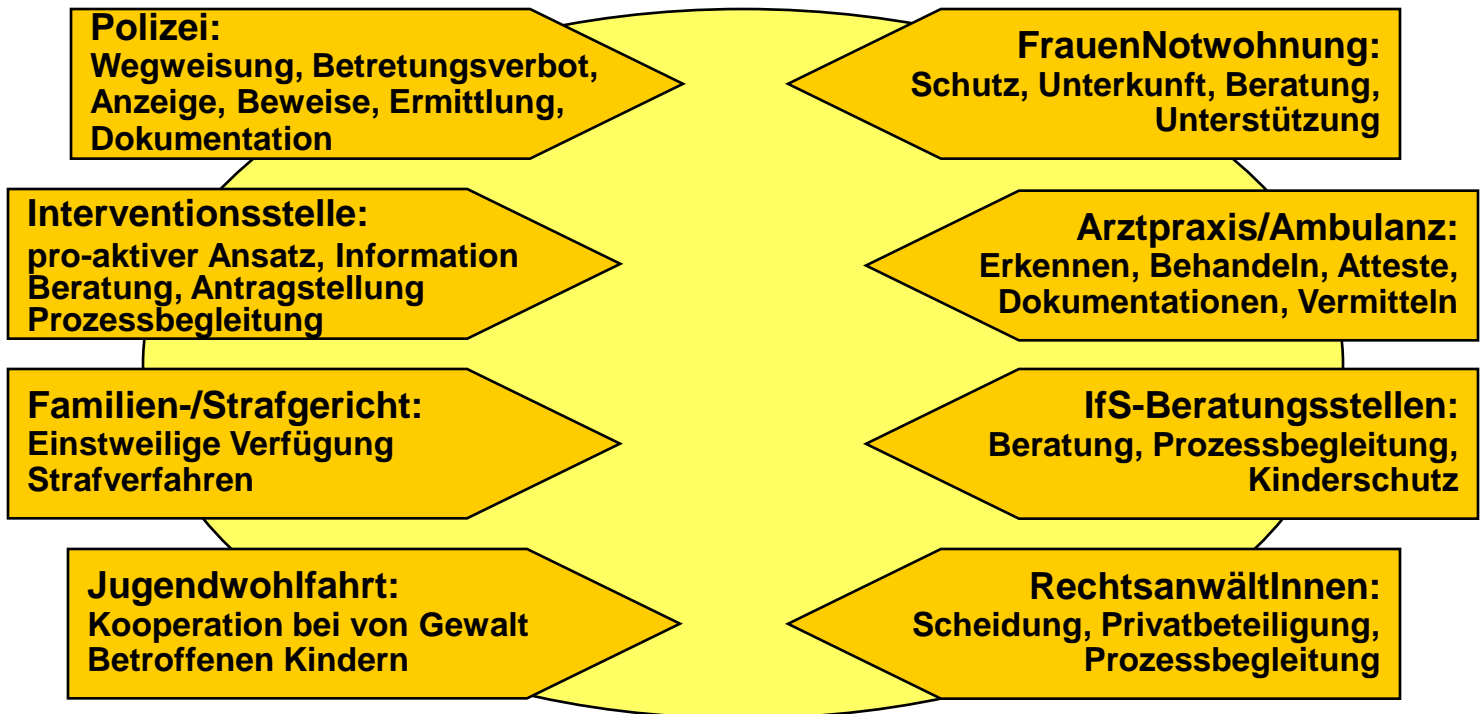 Polizei:
Wegweisung, Betretungsverbot,
Anzeige, Beweise, Ermittlung,
Dokumentation
FrauenNotwohnung:
Schutz, Unterkunft, Beratung,
Unterstützung
Interventionsstelle:
pro-aktiver Ansatz, Information
Beratung, Antragstellung
Prozessbegleitung
Arztpraxis/Ambulanz:
Erkennen, Behandeln, Atteste,
Dokumentationen, Vermitteln
Familien-/Strafgericht:
Einstweilige Verfügung
Strafverfahren
IfS-Beratungsstellen:
Beratung, Prozessbegleitung,
Kinderschutz
Jugendwohlfahrt:
Kooperation bei von Gewalt
Betroffenen Kindern
RechtsanwältInnen:
Scheidung, Privatbeteiligung,
Prozessbegleitung